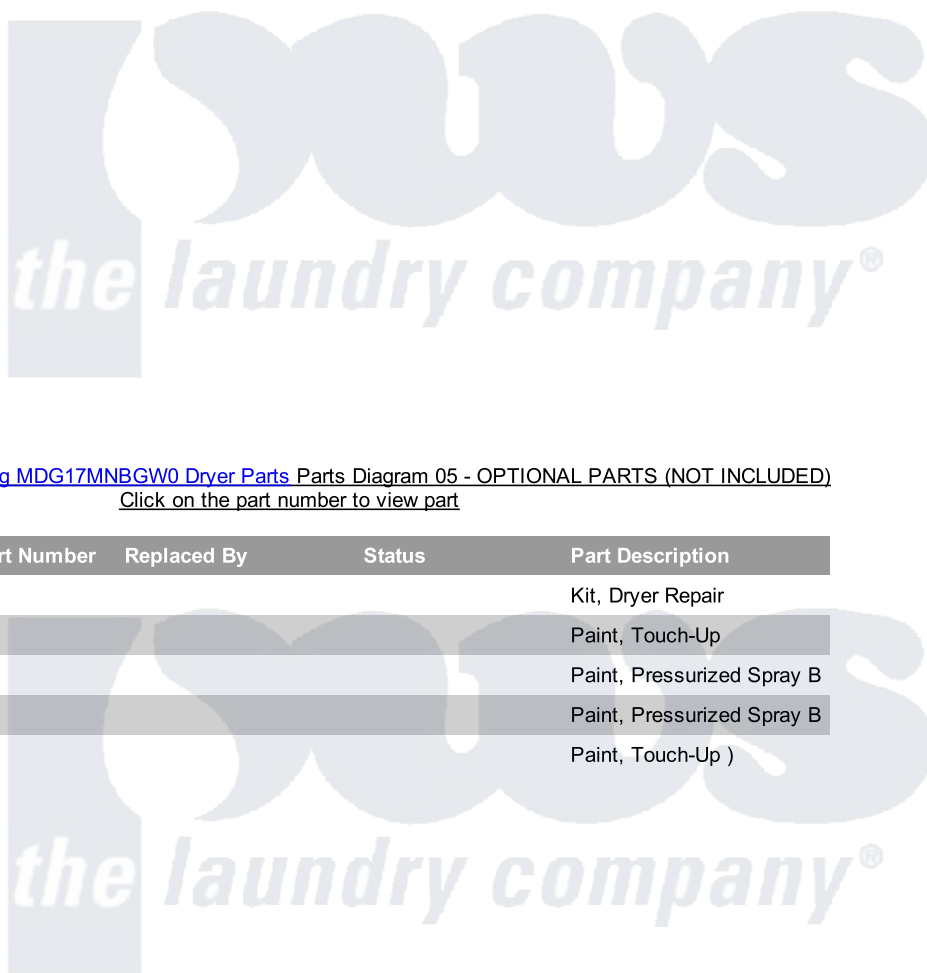 pws
the laundry company®
g MDG17MNBGW0 Dryer Parts Parts Diagram 05 - OPTIONAL PARTS (NOT INCLUDED)
Click on the part number to view part
rt Number Replaced By Status Part Description
Kit, Dryer Repair
Paint, Touch-Up
Paint, Pressurized Spray B
Paint, Pressurized Spray B
Paint, Touch-Up )
pws
the laundry company®